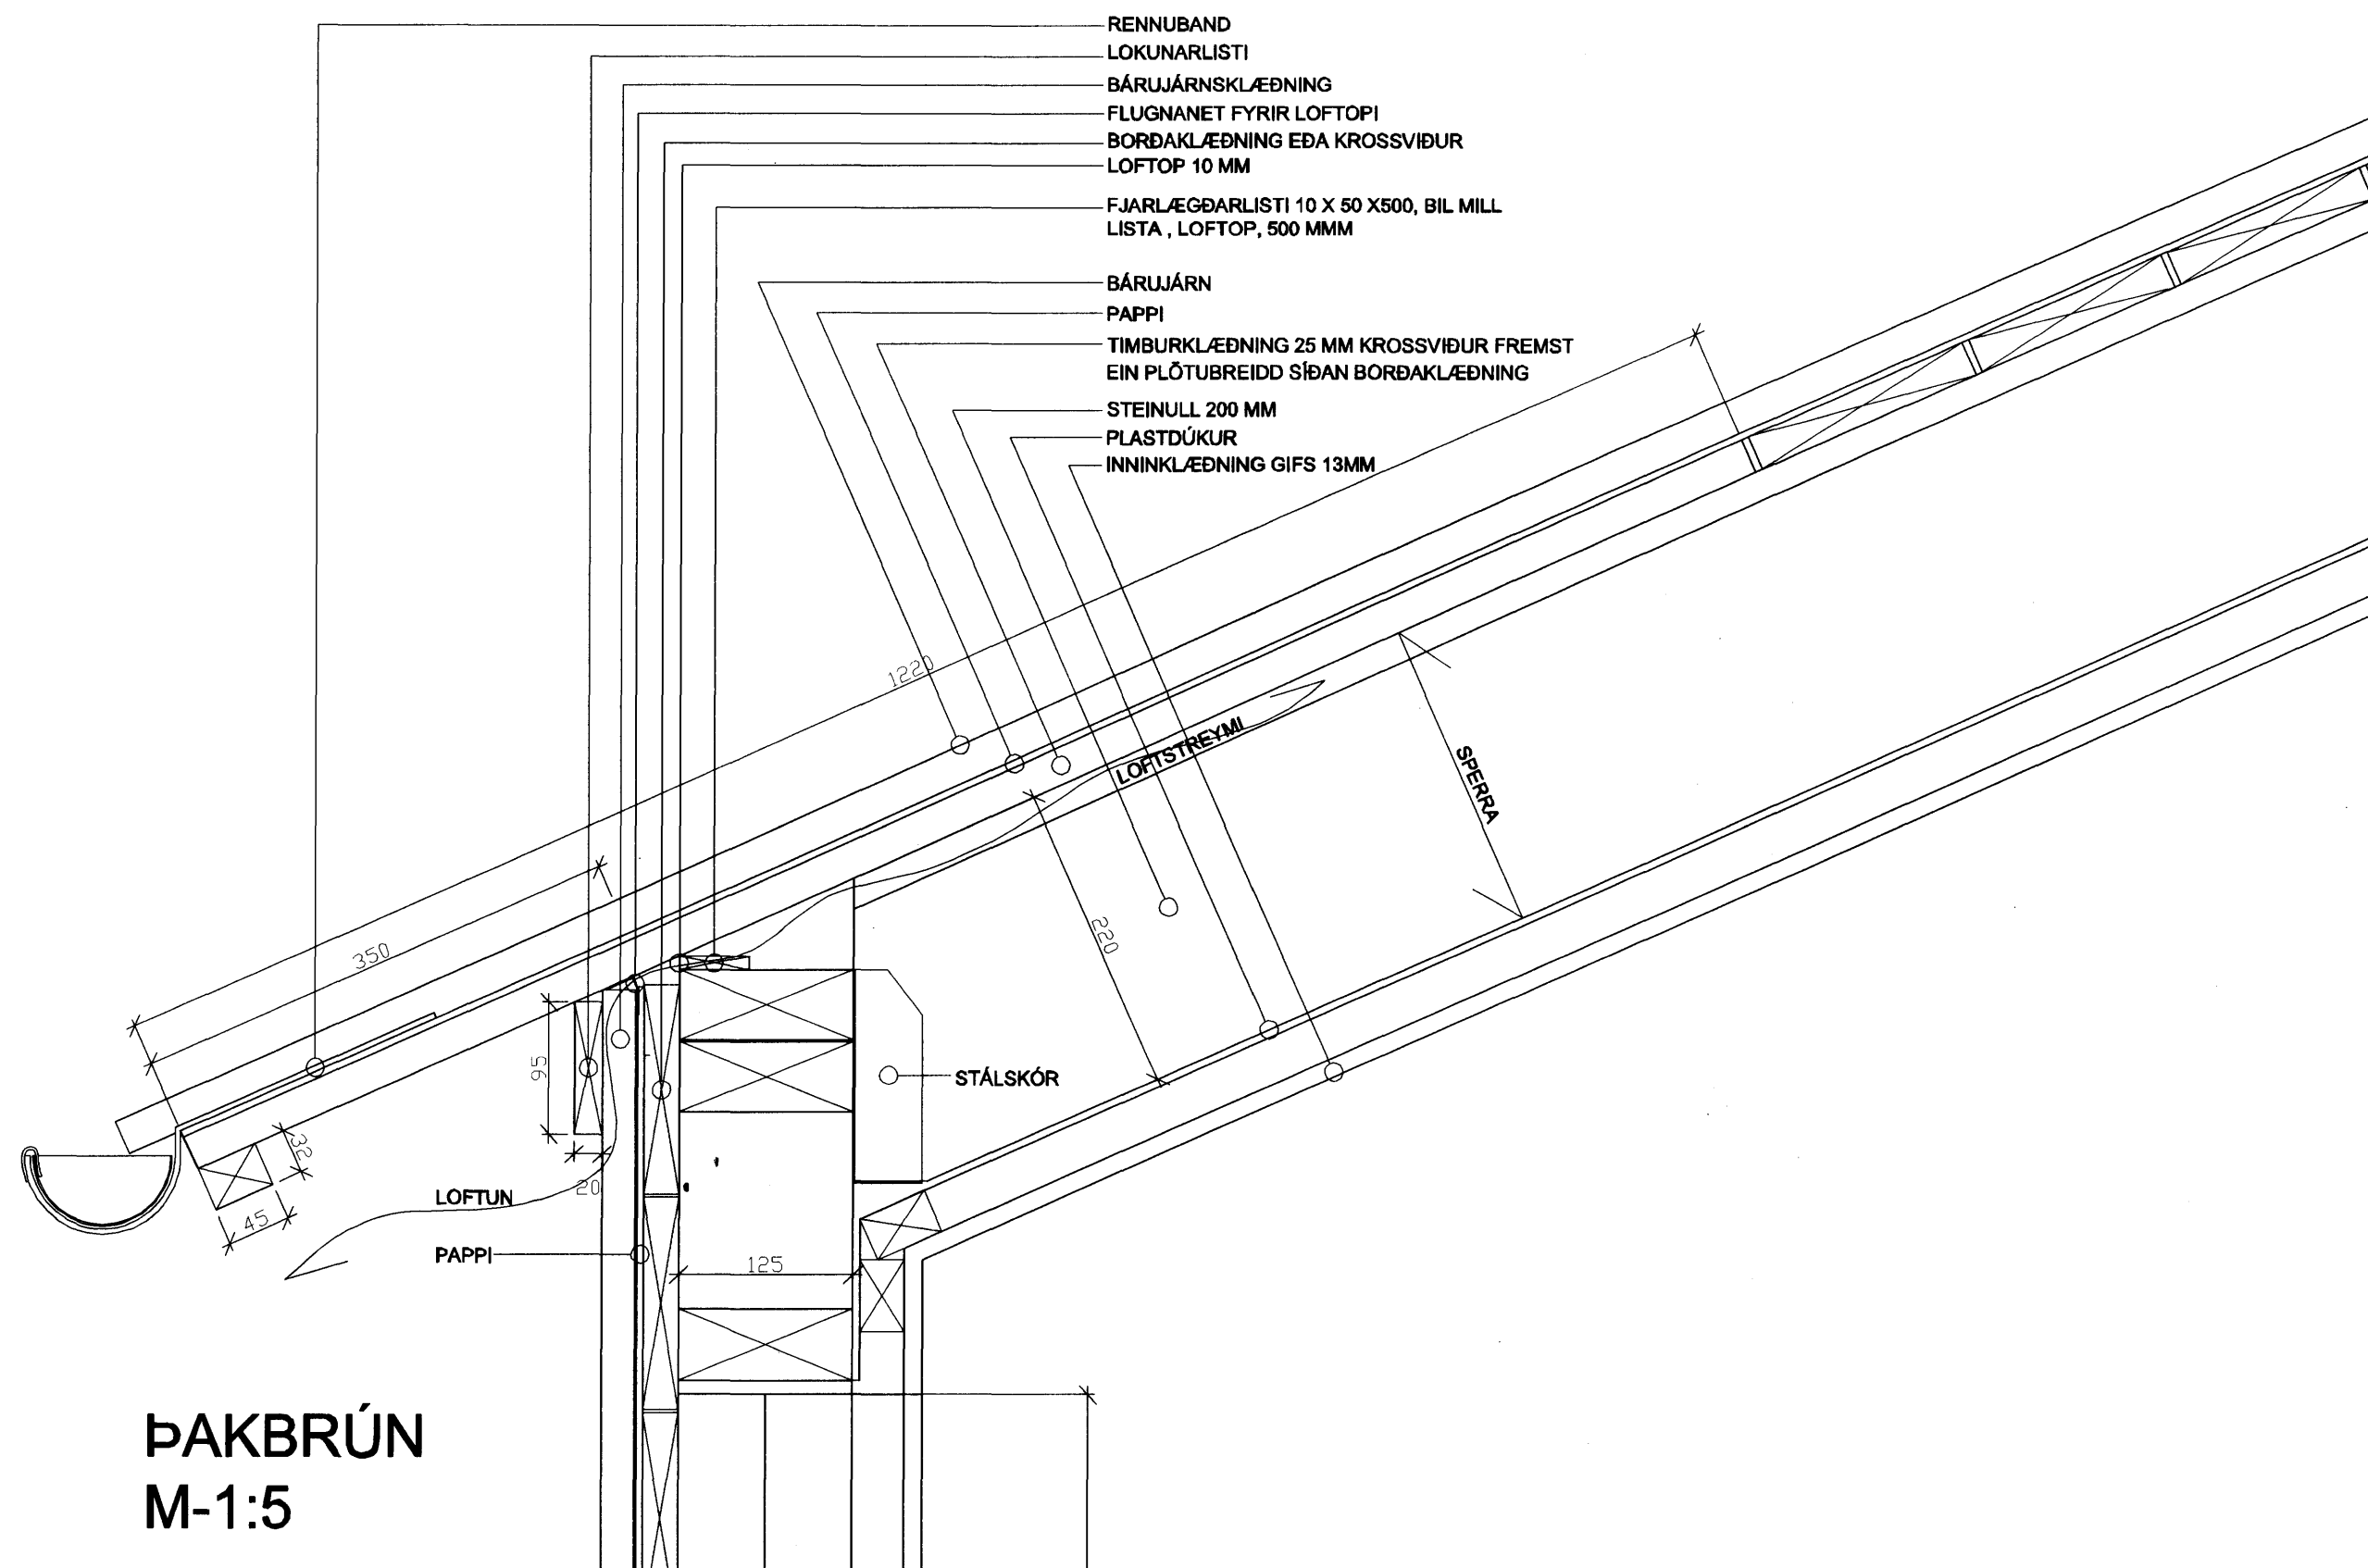 RENNUBAND
LOKUNARLISTI
BÁRUJÁRNSKLÆÐNING
FLUGNANET FYRIR LOFTOPI
BORÐAKLÆÐNING EÐA KROSSVIÐUR
LOFTOP 10 MM
FJARLÆGÐARLISTI 10 X 50 X500, BIL MILL
LISTA , LOFTOP, 500 MMM
BÁRUJÁRN
PAPPI
TIMBURKLÆÐNING 25 MM KROSSVIÐUR FREMST
EIN PLÖTUBREIDD SÍÐAN BORÐAKLÆÐNING
STEINULL 200 MM
PLASTDÚKUR
INNINKLÆÐNING GIFS 13MM
1220
LOFTSTREYMI
SPERRA
350
220
95
STÁLSKÓR
32
20
LOFTUN
45
PAPPI
125
ÞAKBRÚN
M-1:5